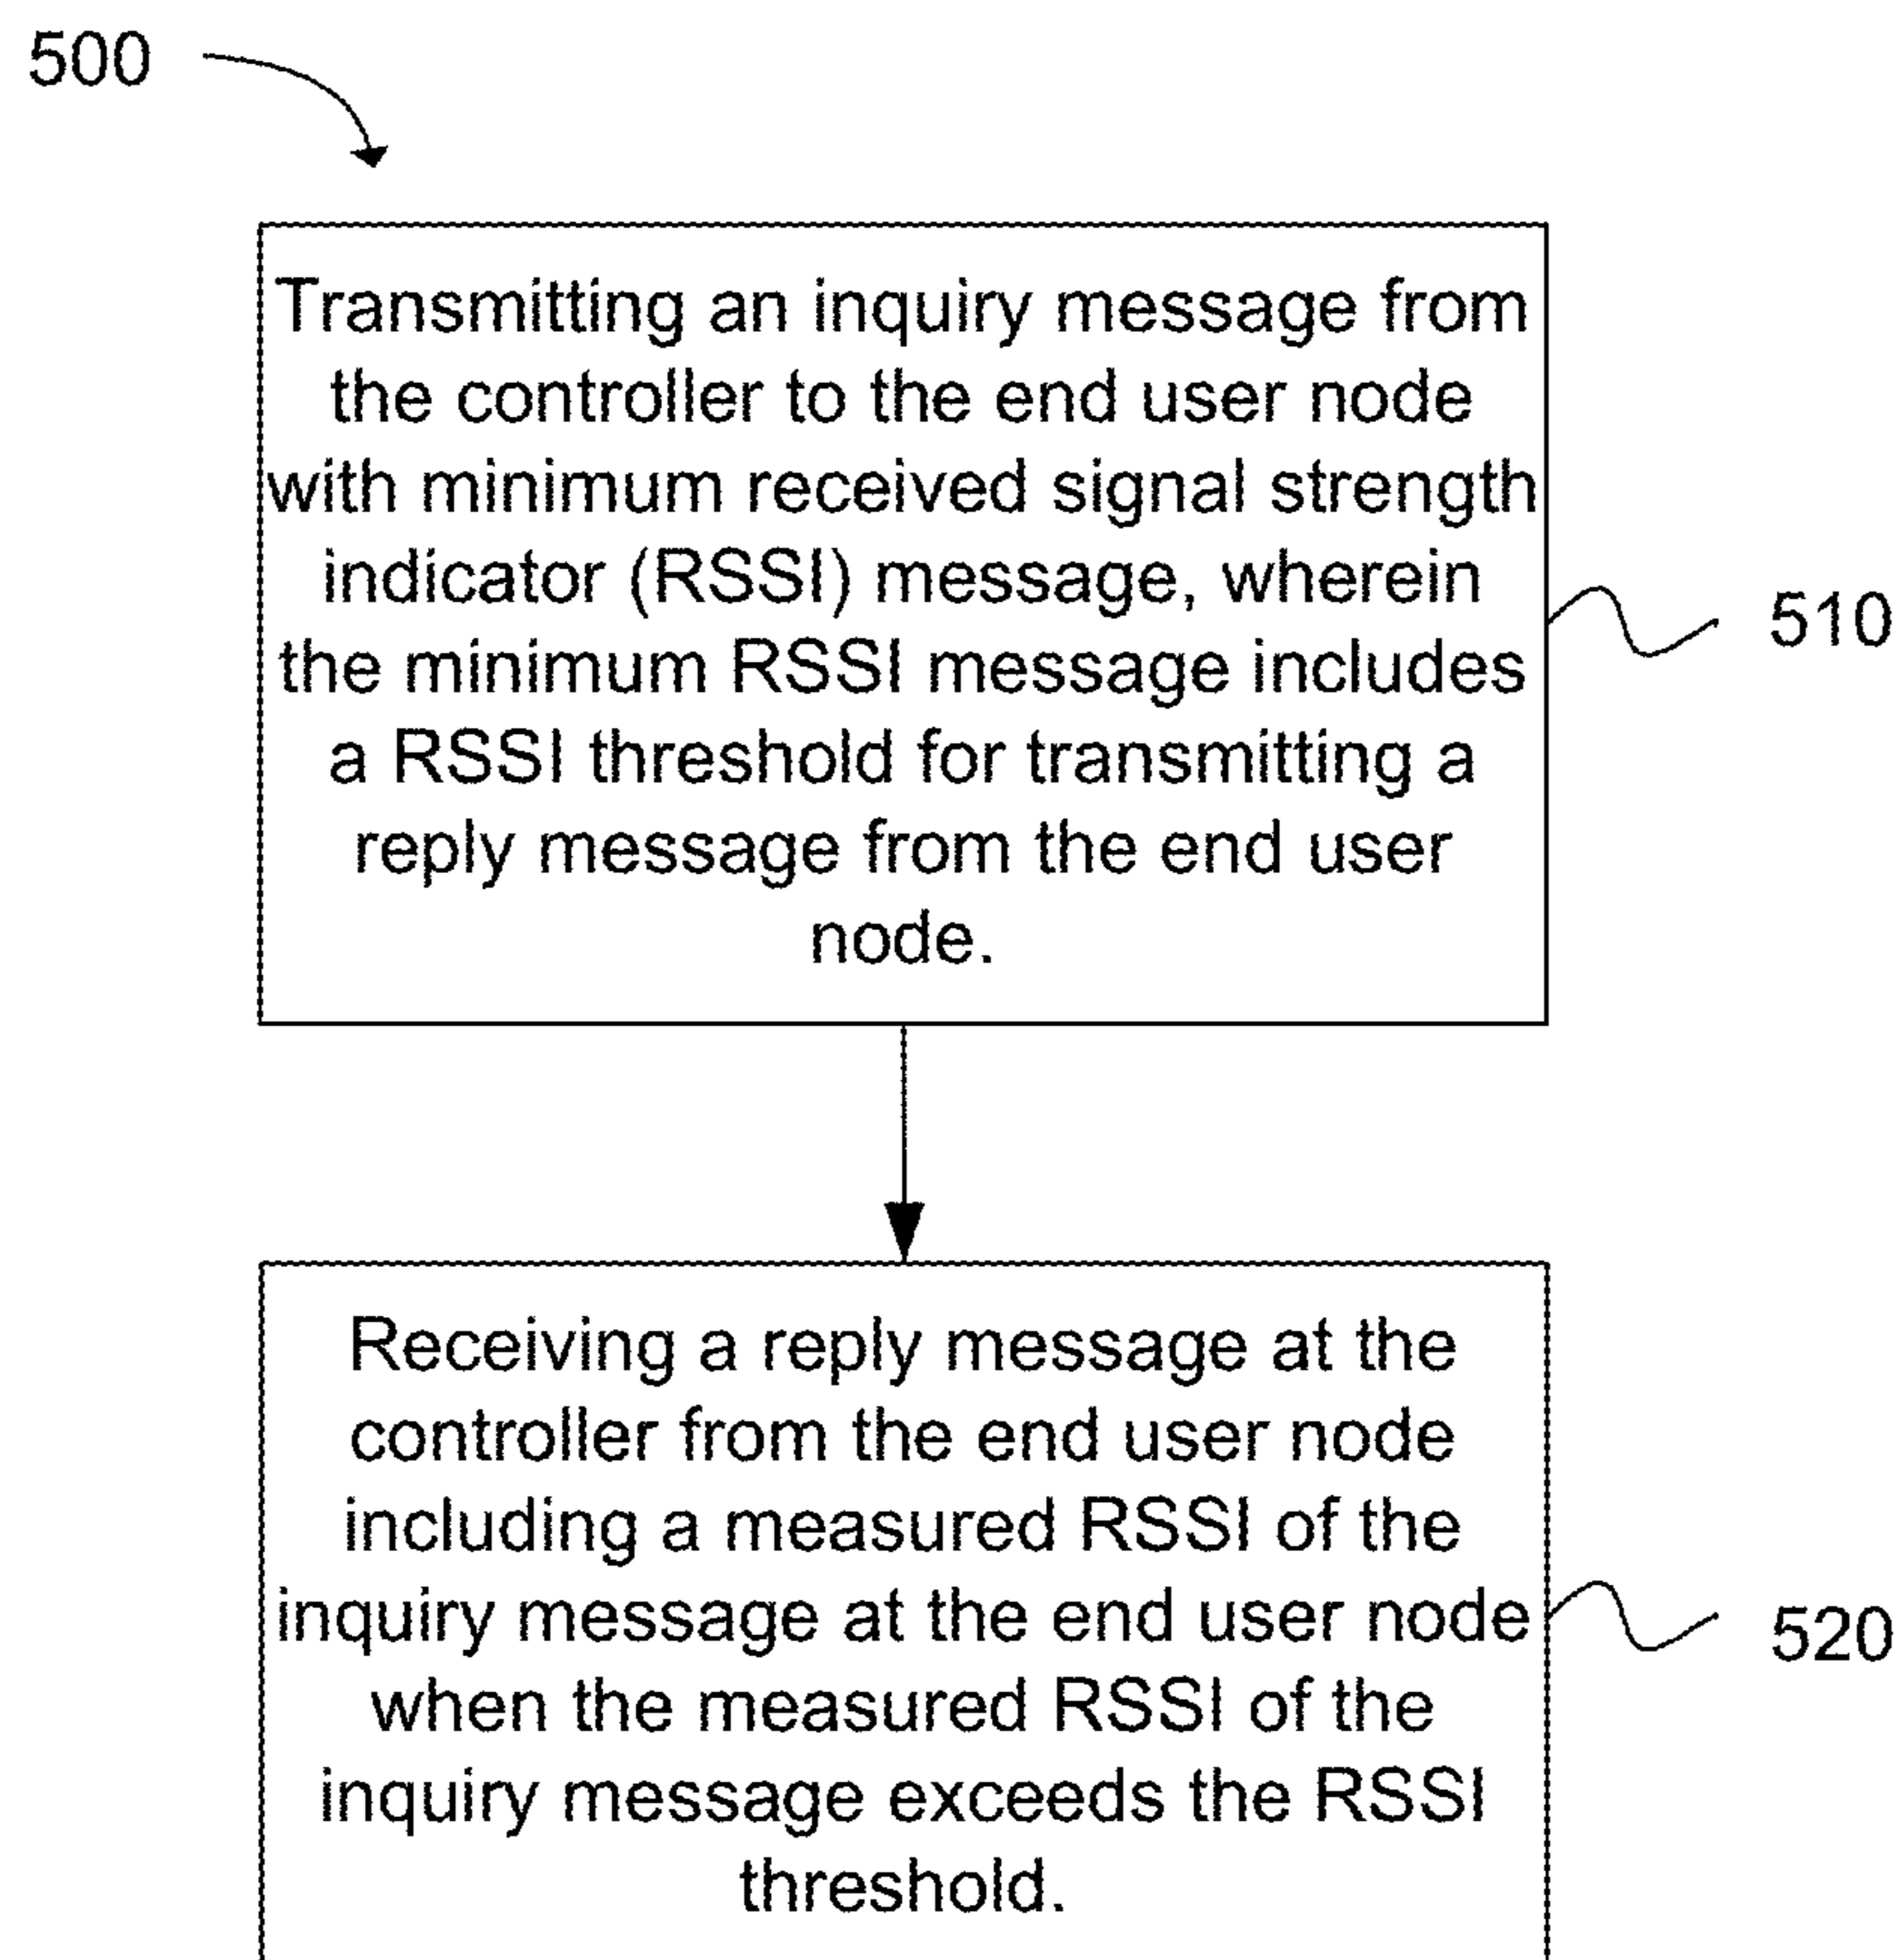 500
Transmitting an inquiry message from
the controller to the end user node
with minimum received signal strength
indicator (RSSI) message, wherein
the minimum RSSI message includes
a RSSI threshold for transmitting a
reply message from the end user
node.
510
Receiving a reply message at the
controller from the end user node
including a measured RSSI of the
inquiry message at the end user node
when the measured RSSI of the
inquiry message exceeds the RSSI
threshold.
520